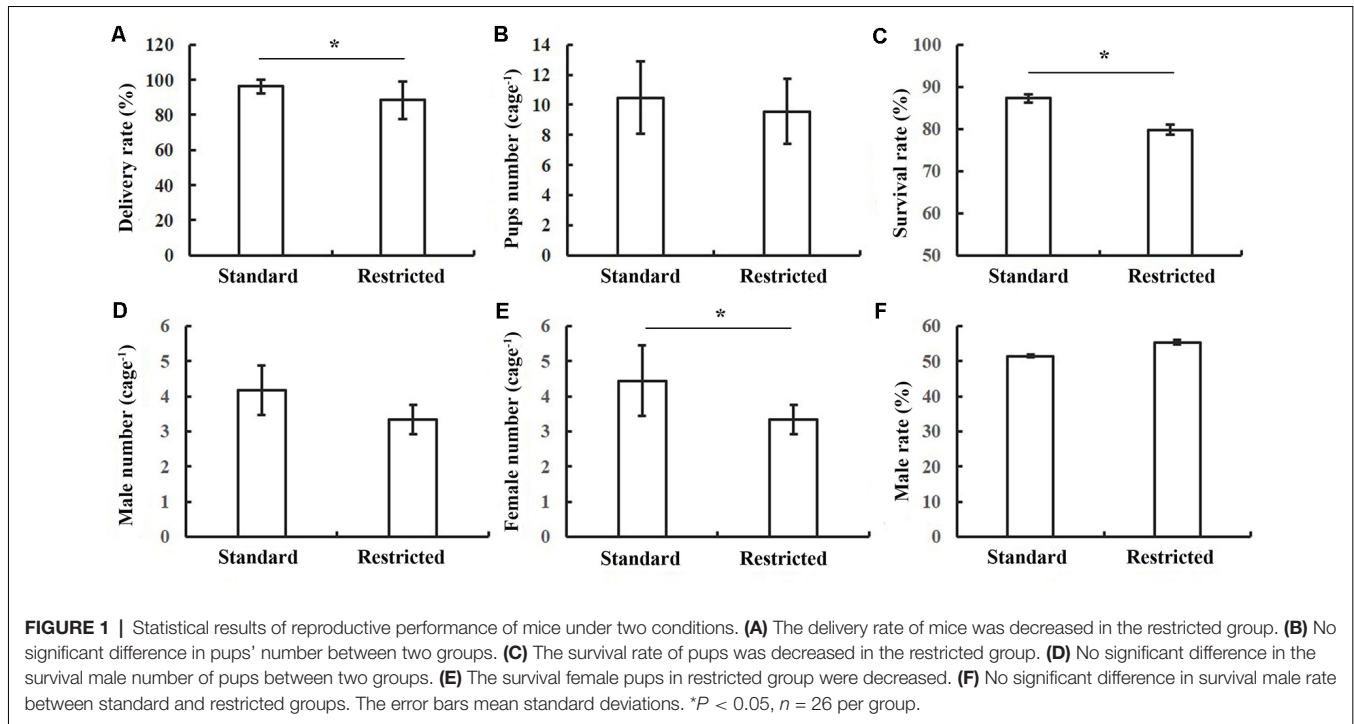 A
B
C
120
100
80
60
40
20
0
Delivery rate (%)
*
Standard Restricted
14
12
10
8
6
4
2
0
Pups number (cage⁻¹)
Standard Restricted
100
90
80
70
60
50
Survival rate (%)
*
Standard Restricted
D
E
F
6
5
4
3
2
1
0
Male number (cage⁻¹)
Standard Restricted
6
5
4
3
2
1
0
Female number (cage⁻¹)
*
Standard Restricted
60
50
40
30
20
10
0
Male rate (%)
Standard Restricted
FIGURE 1 | Statistical results of reproductive performance of mice under two conditions. (A) The delivery rate of mice was decreased in the restricted group. (B) No
significant difference in pups' number between two groups. (C) The survival rate of pups was decreased in the restricted group. (D) No significant difference in the
survival male number of pups between two groups. (E) The survival female pups in restricted group were decreased. (F) No significant difference in survival male rate
between standard and restricted groups. The error bars mean standard deviations. *P < 0.05, n = 26 per group.